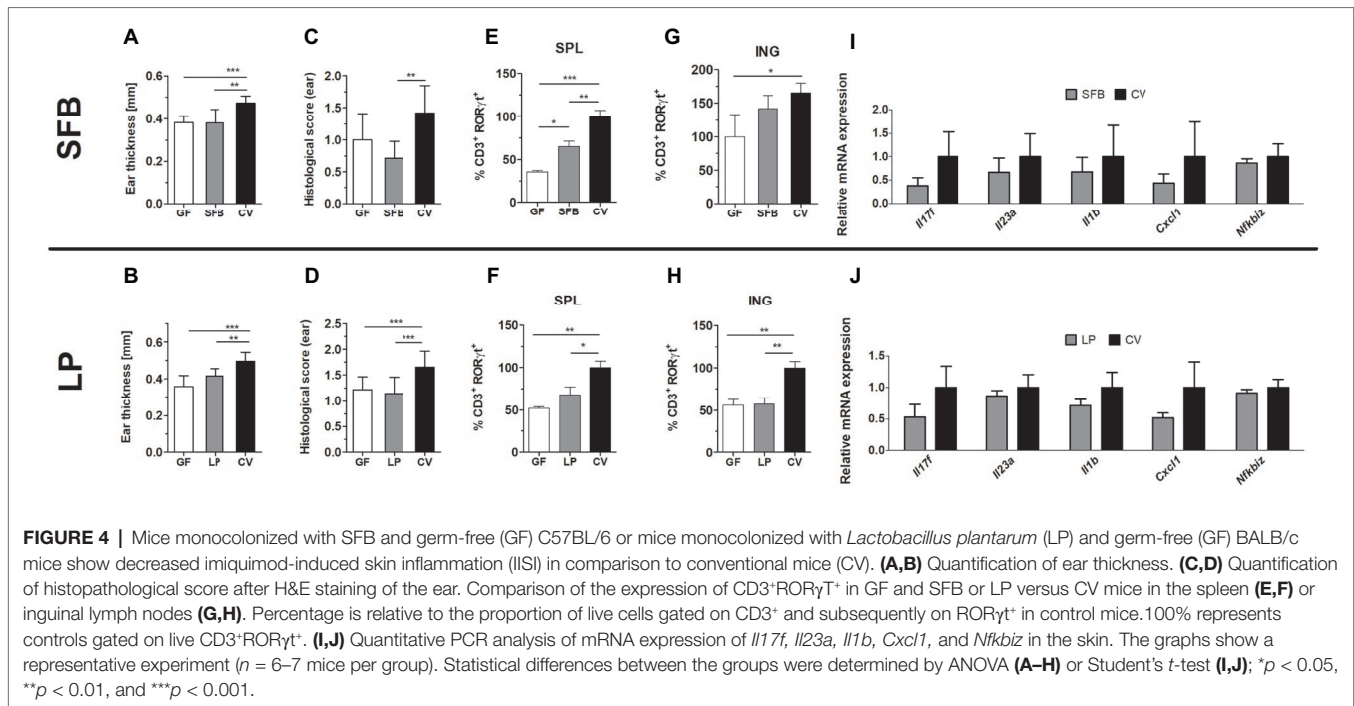 SFB
A
Ear thickness [mm]
0.6
0.4
0.2
0.0
GF SFB CV
***
**
C
Histological score (ear)
2.0
1.5
1.0
0.5
0.0
GF SFB CV
**
E
SPL
% CD3⁺ RORγt⁺
150
100
50
0
GF SFB CV
***
**
*
G
ING
% CD3⁺ RORγt⁺
200
150
100
50
0
GF SFB CV
*
I
SFB CV
Relative mRNA expression
2.0
1.5
1.0
0.5
0.0
Il17f Il23a Il1b Cxcl1 Nfkbiz
LP
B
Ear thickness [mm]
0.6
0.4
0.2
0.0
GF LP CV
***
**
D
Histological score (ear)
2.5
2.0
1.5
1.0
0.5
0.0
GF LP CV
***
***
F
SPL
% CD3⁺ RORγt⁺
150
100
50
0
GF LP CV
**
*
H
ING
% CD3⁺ RORγt⁺
150
100
50
0
GF LP CV
**
**
J
LP CV
Relative mRNA expression
1.5
1.0
0.5
0.0
Il17f Il23a Il1b Cxcl1 Nfkbiz
FIGURE 4 | Mice monocolonized with SFB and germ-free (GF) C57BL/6 or mice monocolonized with Lactobacillus plantarum (LP) and germ-free (GF) BALB/c
mice show decreased imiquimod-induced skin inflammation (IISI) in comparison to conventional mice (CV). (A,B) Quantification of ear thickness. (C,D) Quantification
of histopathological score after H&E staining of the ear. Comparison of the expression of CD3⁺RORγT⁺ in GF and SFB or LP versus CV mice in the spleen (E,F) or
inguinal lymph nodes (G,H). Percentage is relative to the proportion of live cells gated on CD3⁺ and subsequently on RORγt⁺ in control mice.100% represents
controls gated on live CD3⁺RORγt⁺. (I,J) Quantitative PCR analysis of mRNA expression of Il17f, Il23a, Il1b, Cxcl1, and Nfkbiz in the skin. The graphs show a
representative experiment (n = 6–7 mice per group). Statistical differences between the groups were determined by ANOVA (A–H) or Student's t-test (I,J); *p < 0.05,
**p < 0.01, and ***p < 0.001.